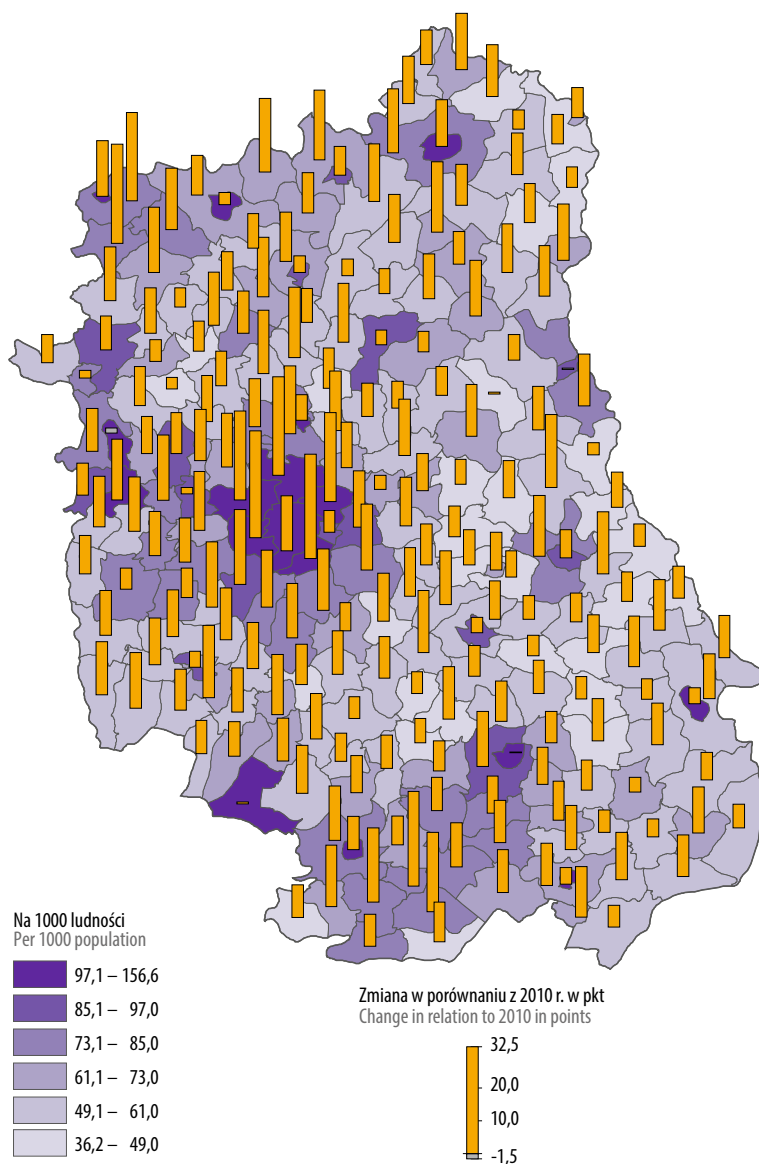 Na 1000 ludności
Per 1000 population
97,1 – 156,6
85,1 – 97,0
73,1 – 85,0
61,1 – 73,0
49,1 – 61,0
36,2 – 49,0
Zmiana w porównaniu z 2010 r. w pkt
Change in relation to 2010 in points
32,5
20,0
10,0
-1,5